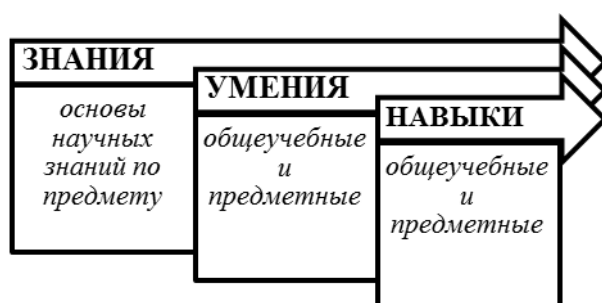 ЗНАНИЯ
основы
научных
знаний по
предмету
УМЕНИЯ
общеучебные
и
предметные
НАВЫКИ
общеучебные
и
предметные